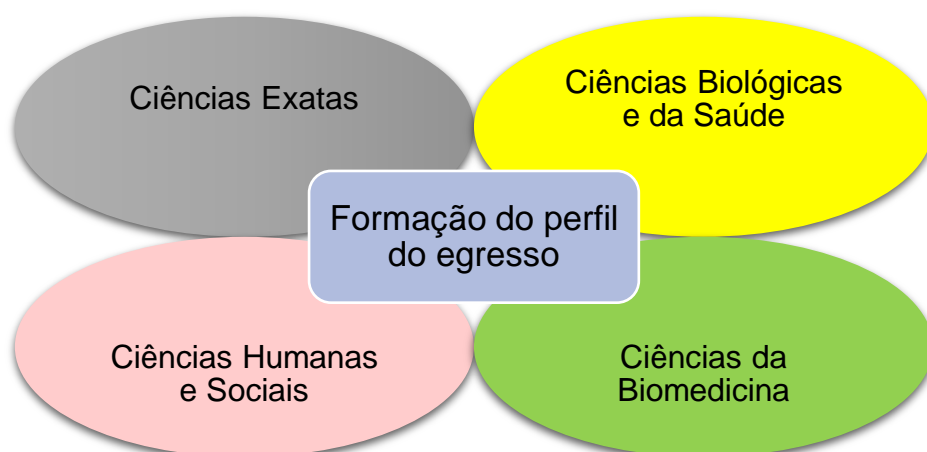 Ciências Exatas
Ciências Biológicas
e da Saúde
Formação do perfil
do egresso
Ciências Humanas
e Sociais
Ciências da
Biomedicina